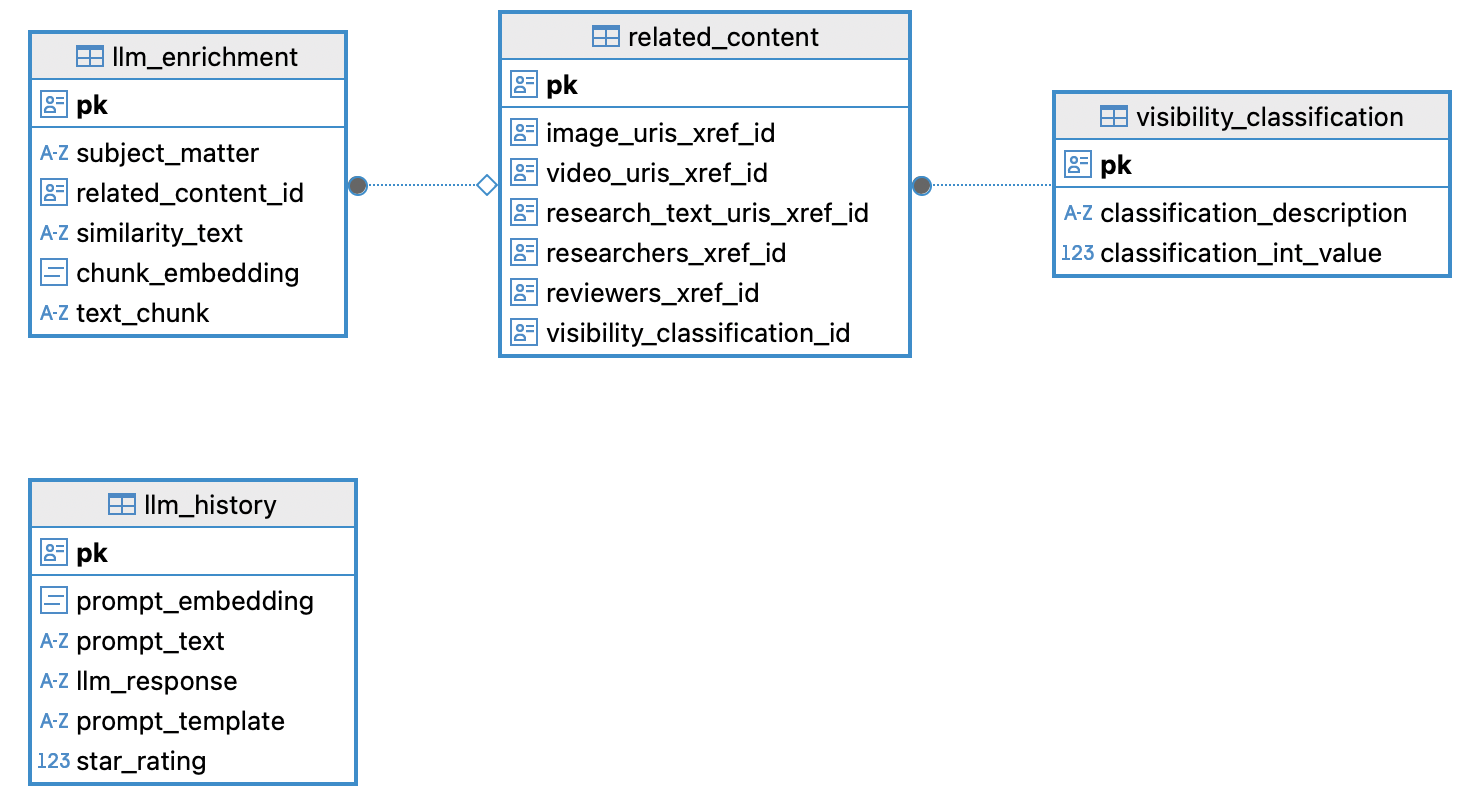 llm_enrichment
pk
A-Z subject_matter
related_content_id
A-Z similarity_text
chunk_embedding
A-Z text_chunk
related_content
pk
image_uris_xref_id
video_uris_xref_id
research_text_uris_xref_id
researchers_xref_id
reviewers_xref_id
visibility_classification_id
visibility_classification
pk
A-Z classification_description
123 classification_int_value
llm_history
pk
prompt_embedding
A-Z prompt_text
A-Z llm_response
A-Z prompt_template
123 star_rating